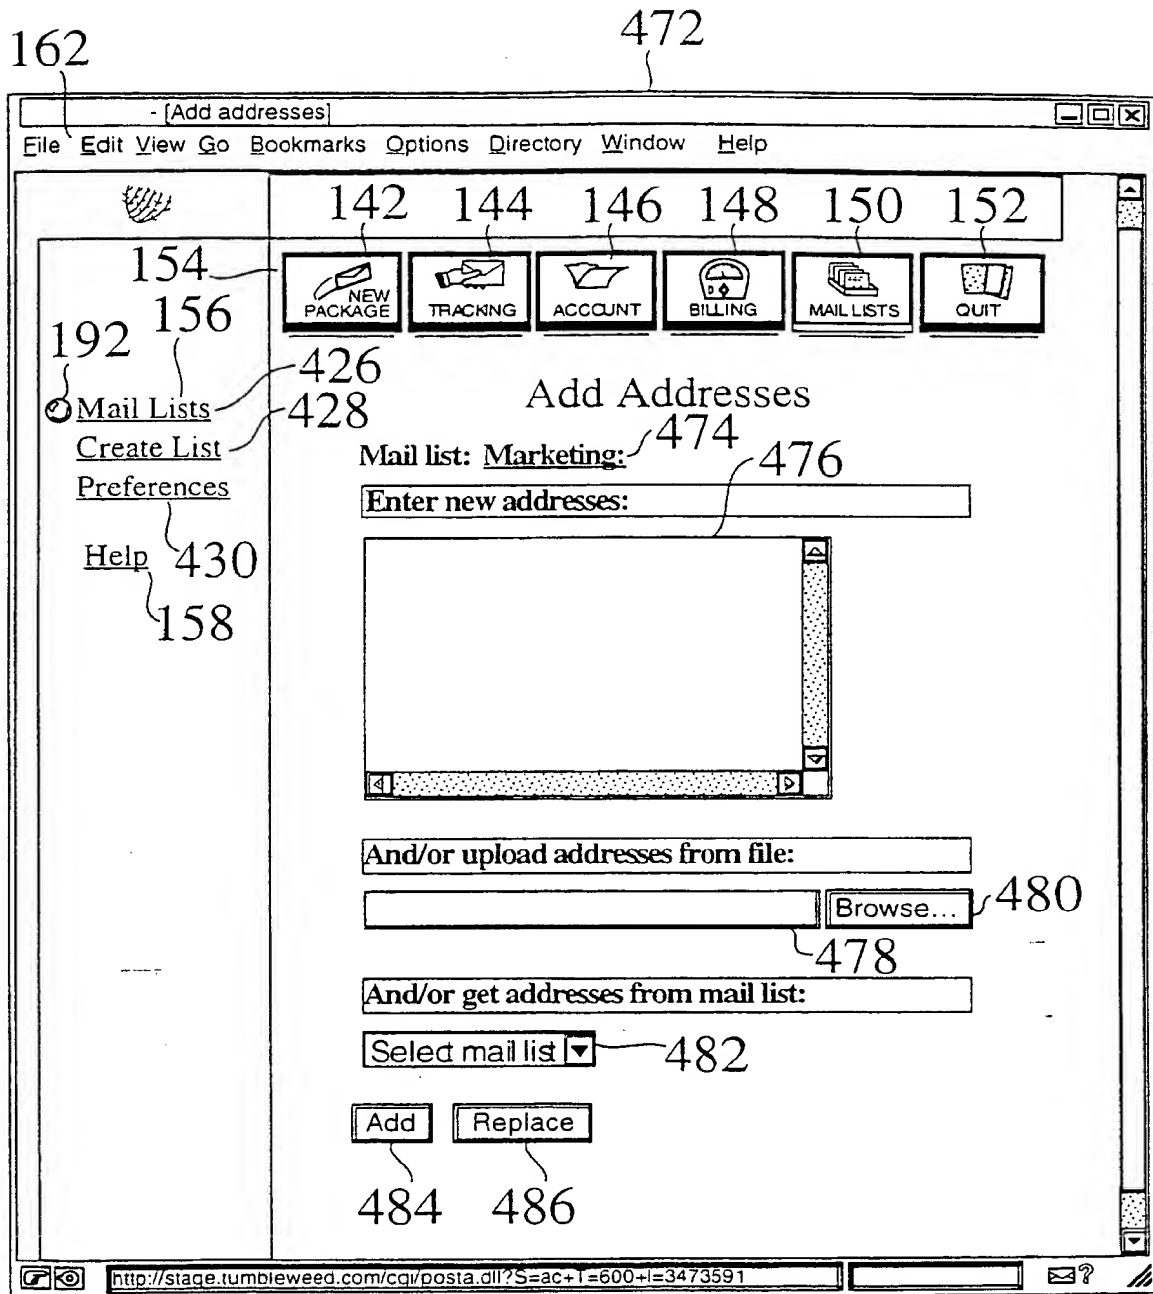 472
162
- [Add addresses]
File Edit View Go Bookmarks Options Directory Window Help
142 144 146 148 150 152
154
NEW PACKAGE TRACKING ACCOUNT BILLING MAIL LISTS QUIT
156
192
426
Mail Lists
Add Addresses
428
Create List
474
Mail list: Marketing:
476
Preferences
Enter new addresses:
Help
430
158
And/or upload addresses from file:
Browse...
480
478
And/or get addresses from mail list:
Select mail list
482
Add Replace
484 486
http://stage.tumbleweed.com/cgi/posta.dll?S=ac+T=600+I=3473591
?